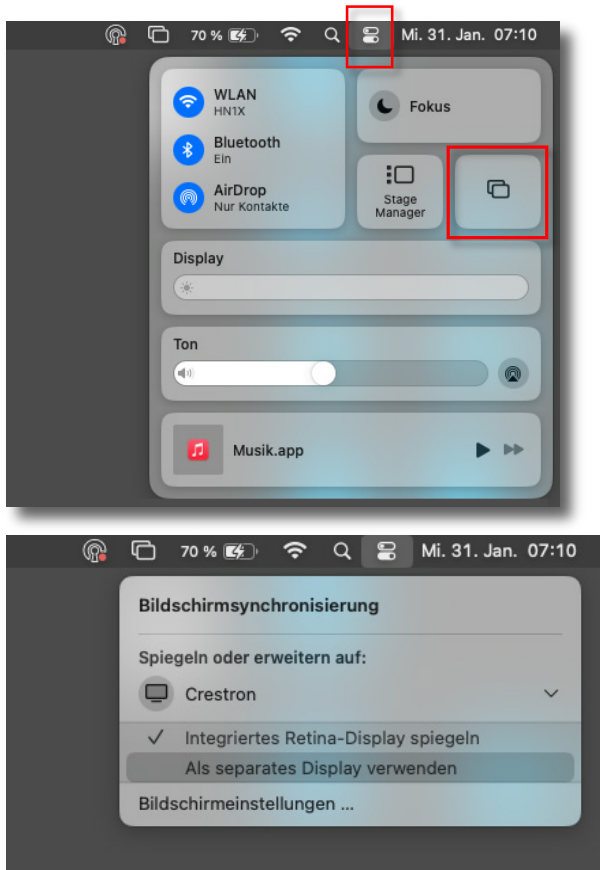 70 % Mi. 31. Jan. 07:10
WLAN
HN1X
Bluetooth
Ein
AirDrop
Nur Kontakte
Fokus
Stage
Manager
Display
Ton
Musik.app
70 % Mi. 31. Jan. 07:10
Bildschirmsynchronisierung
Spiegeln oder erweitern auf:
Crestron
Integriertes Retina-Display spiegeln
Als separates Display verwenden
Bildschirmeinstellungen ...